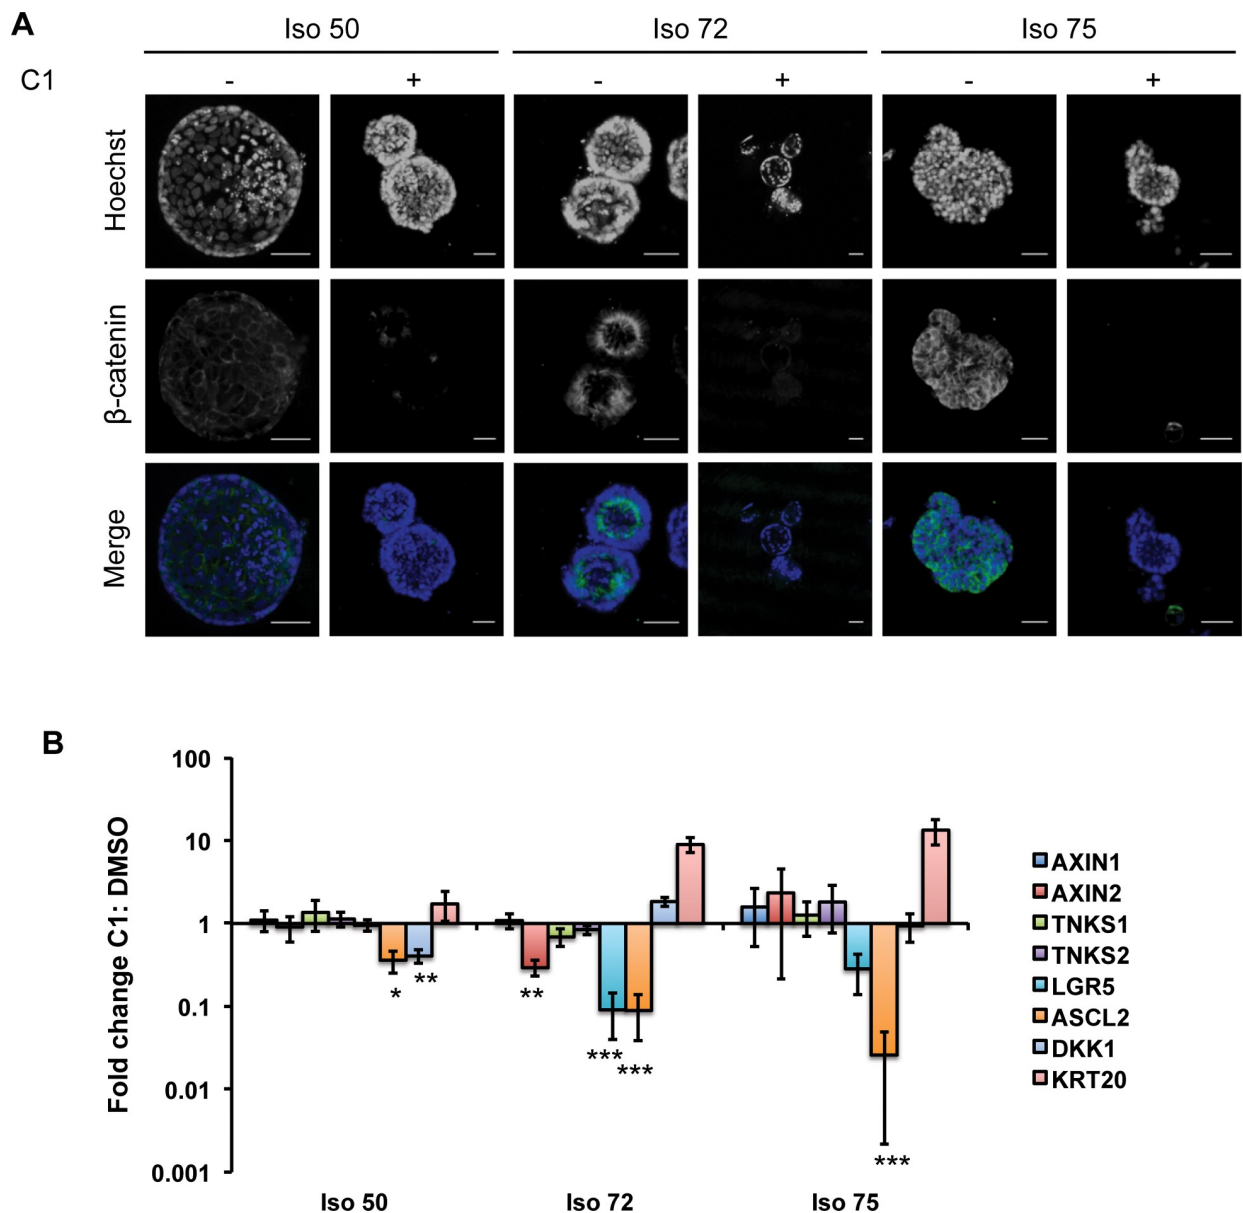 A
Iso 50 Iso 72 Iso 75
C1 - + - + - +
Hoechst
β-catenin
Merge
B
Fold change C1: DMSO
100
10
1
0.1
0.01
0.001
* ** ** *** *** ***
Iso 50 Iso 72 Iso 75
AXIN1
AXIN2
TNKS1
TNKS2
LGR5
ASCL2
DKK1
KRT20